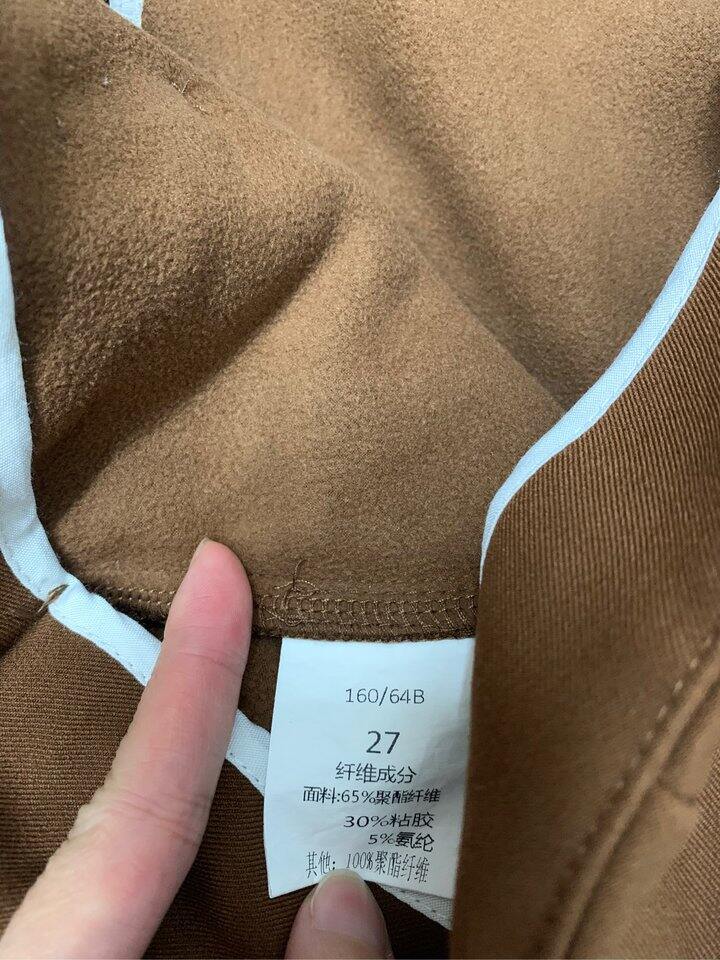 160/64B
27
纤维成分
面料:65%聚酯纤维
30%粘胶
5%氨纶
其他: 100%聚酯纤维